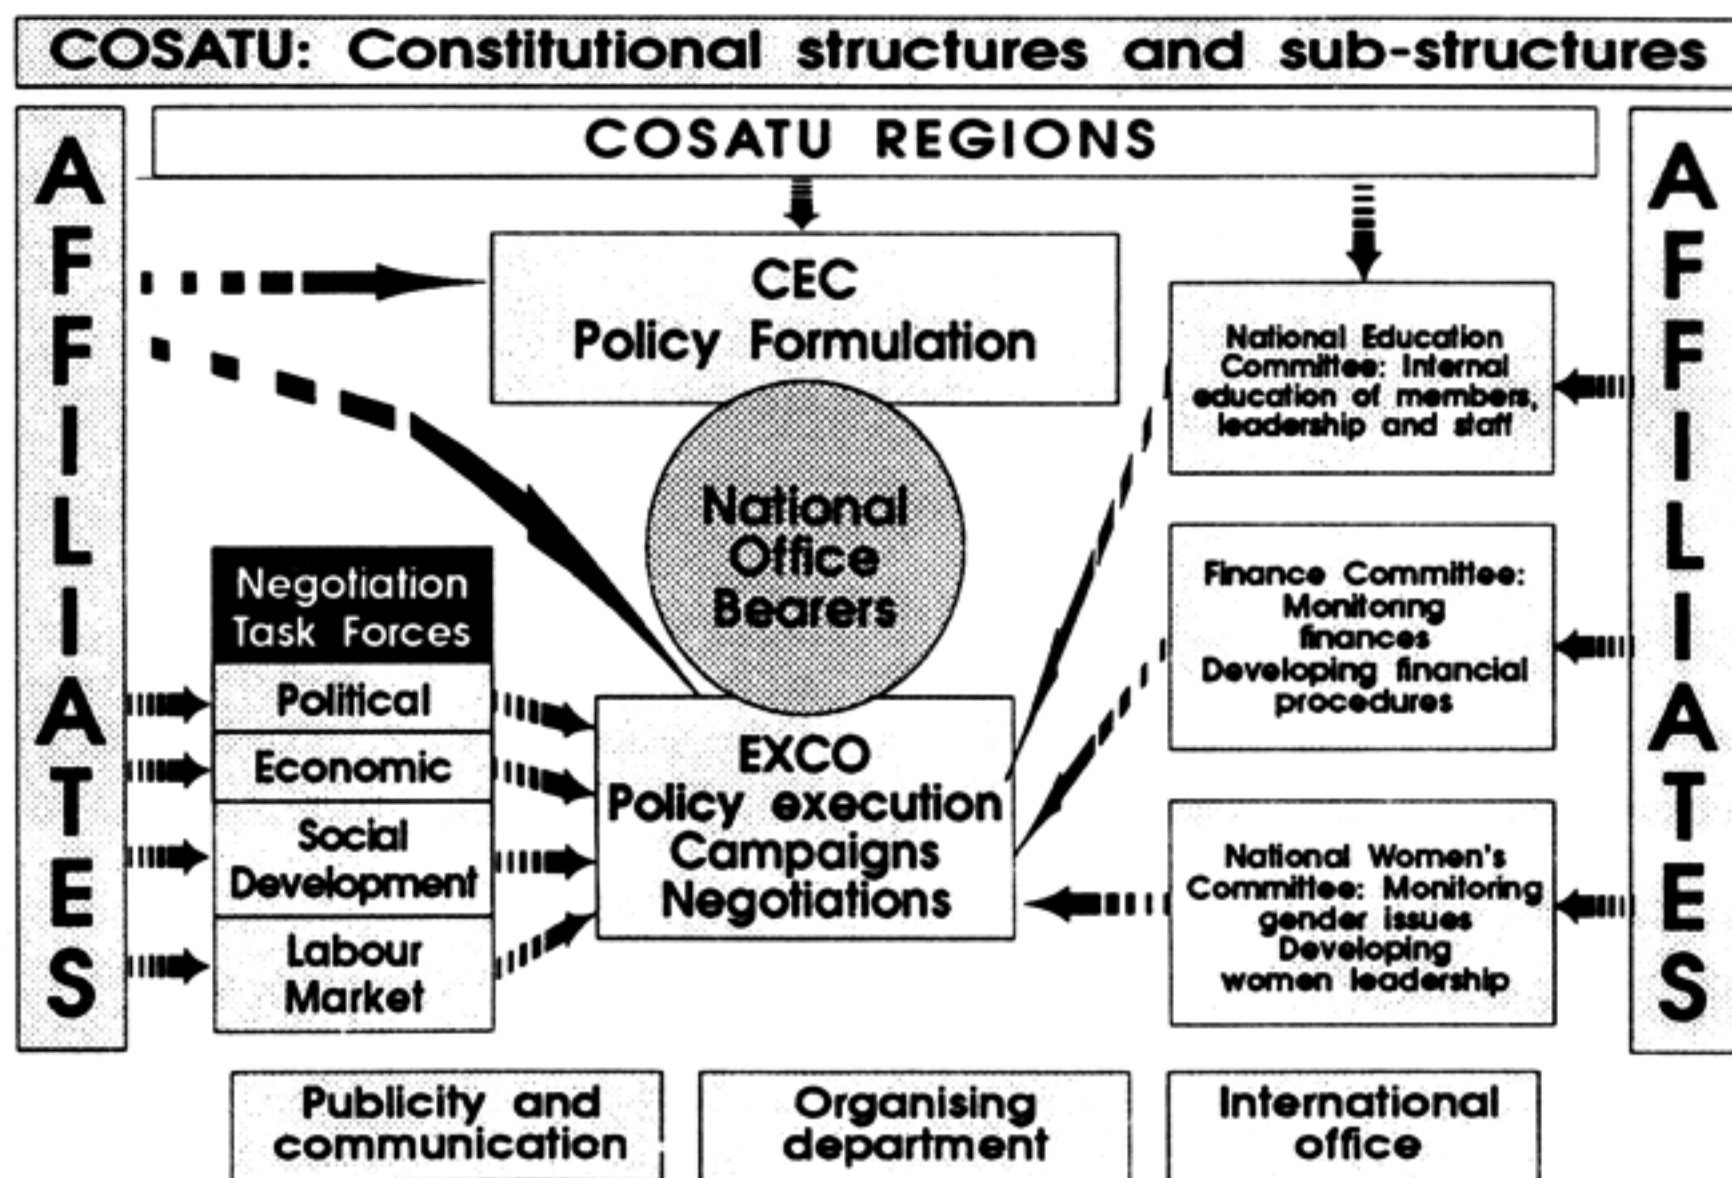 COSATU: Constitutional structures and sub-structures
COSATU REGIONS
AFFILIATES
CEC
Policy Formulation
National
Office
Bearers
Negotiation
Task Forces
Political
Economic
Social
Development
Labour
Market
EXCO
Policy execution
Campaigns
Negotiations
National Education
Committee: Internal
education of members,
leadership and staff
Finance Committee:
Monitoring
finances
Developing financial
procedures
National Women's
Committee: Monitoring
gender issues
Developing
women leadership
AFFILIATES
Publicity and
communication
Organising
department
International
office